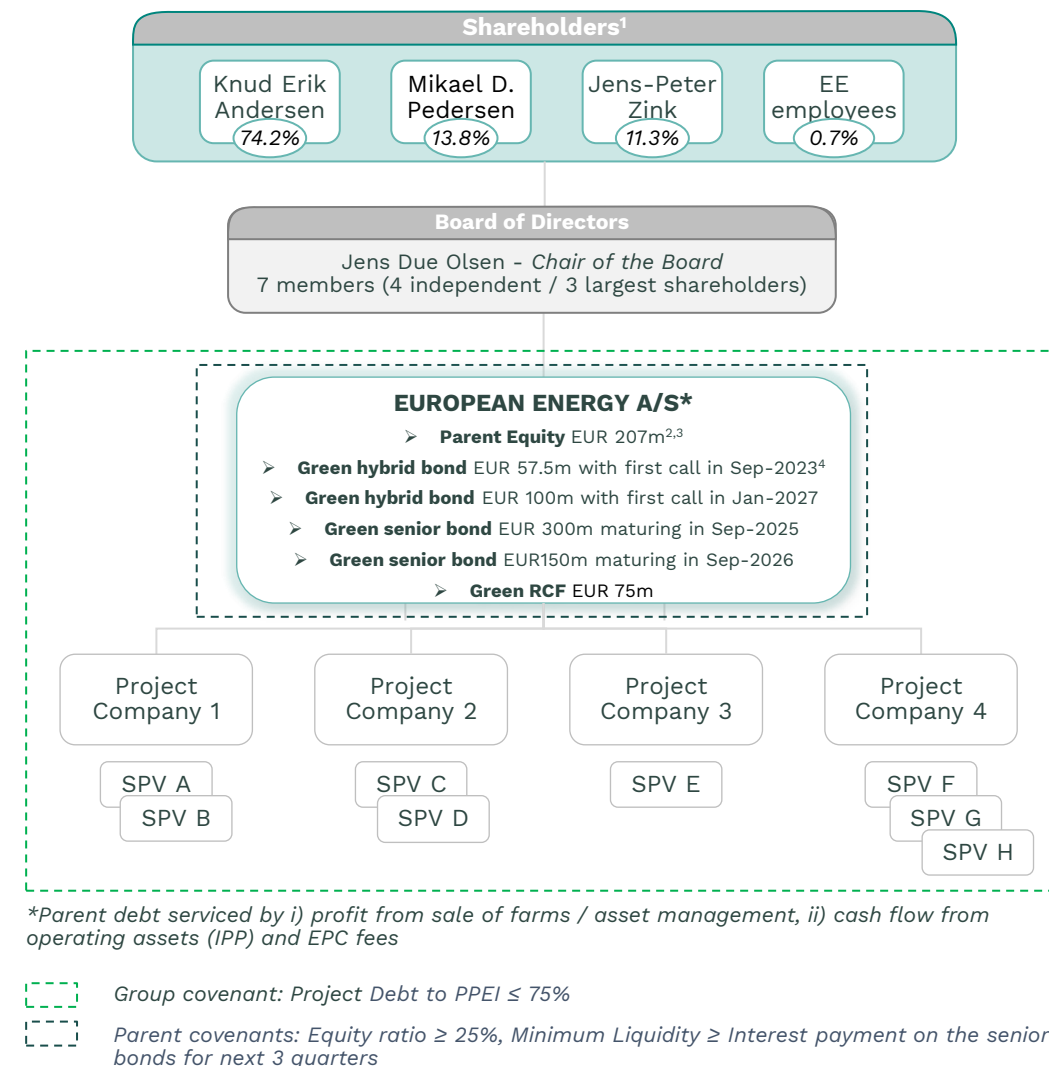 Shareholders¹
Knud Erik
Andersen
74.2%
Mikael D.
Pedersen
13.8%
Jens-Peter
Zink
11.3%
EE
employees
0.7%
Board of Directors
Jens Due Olsen - Chair of the Board
7 members (4 independent / 3 largest shareholders)
EUROPEAN ENERGY A/S*
➢ Parent Equity EUR 207m²,³
➢ Green hybrid bond EUR 57.5m with first call in Sep-2023⁴
➢ Green hybrid bond EUR 100m with first call in Jan-2027
➢ Green senior bond EUR 300m maturing in Sep-2025
➢ Green senior bond EUR150m maturing in Sep-2026
➢ Green RCF EUR 75m
Project
Company 1
Project
Company 2
Project
Company 3
Project
Company 4
SPV A
SPV B
SPV C
SPV D
SPV E
SPV F
SPV G
SPV H
*Parent debt serviced by i) profit from sale of farms / asset management, ii) cash flow from
operating assets (IPP) and EPC fees
Group covenant: Project Debt to PPEI ≤ 75%
Parent covenants: Equity ratio ≥ 25%, Minimum Liquidity ≥ Interest payment on the senior
bonds for next 3 quarters